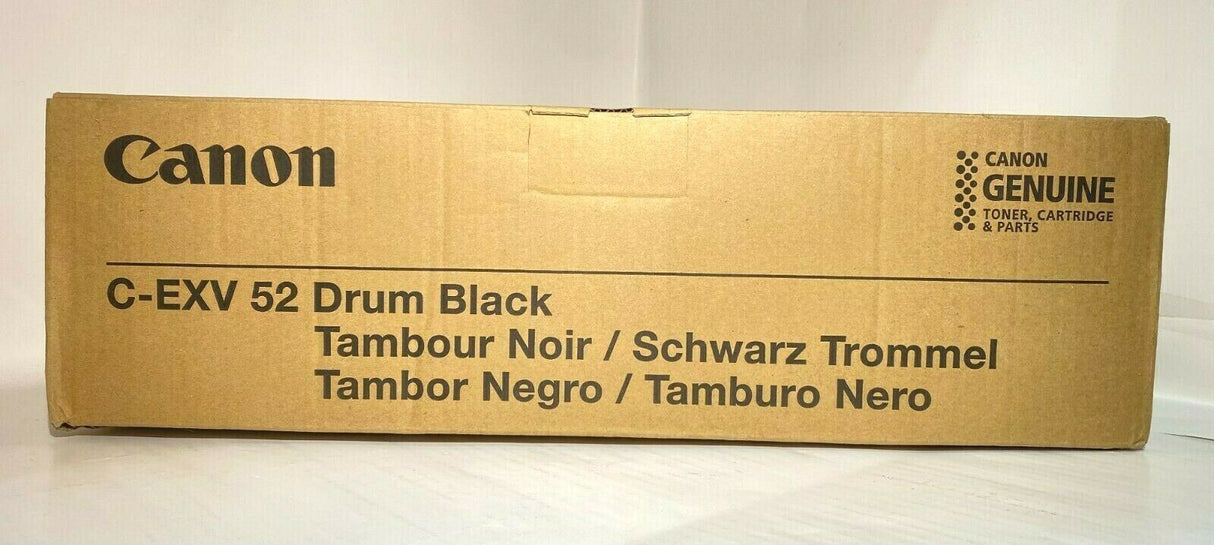 Canon
CANON
GENUINE
TONER, CARTRIDGE
& PARTS
C-EXV 52 Drum Black
Tambour Noir / Schwarz Trommel
Tambor Negro / Tamburo Nero